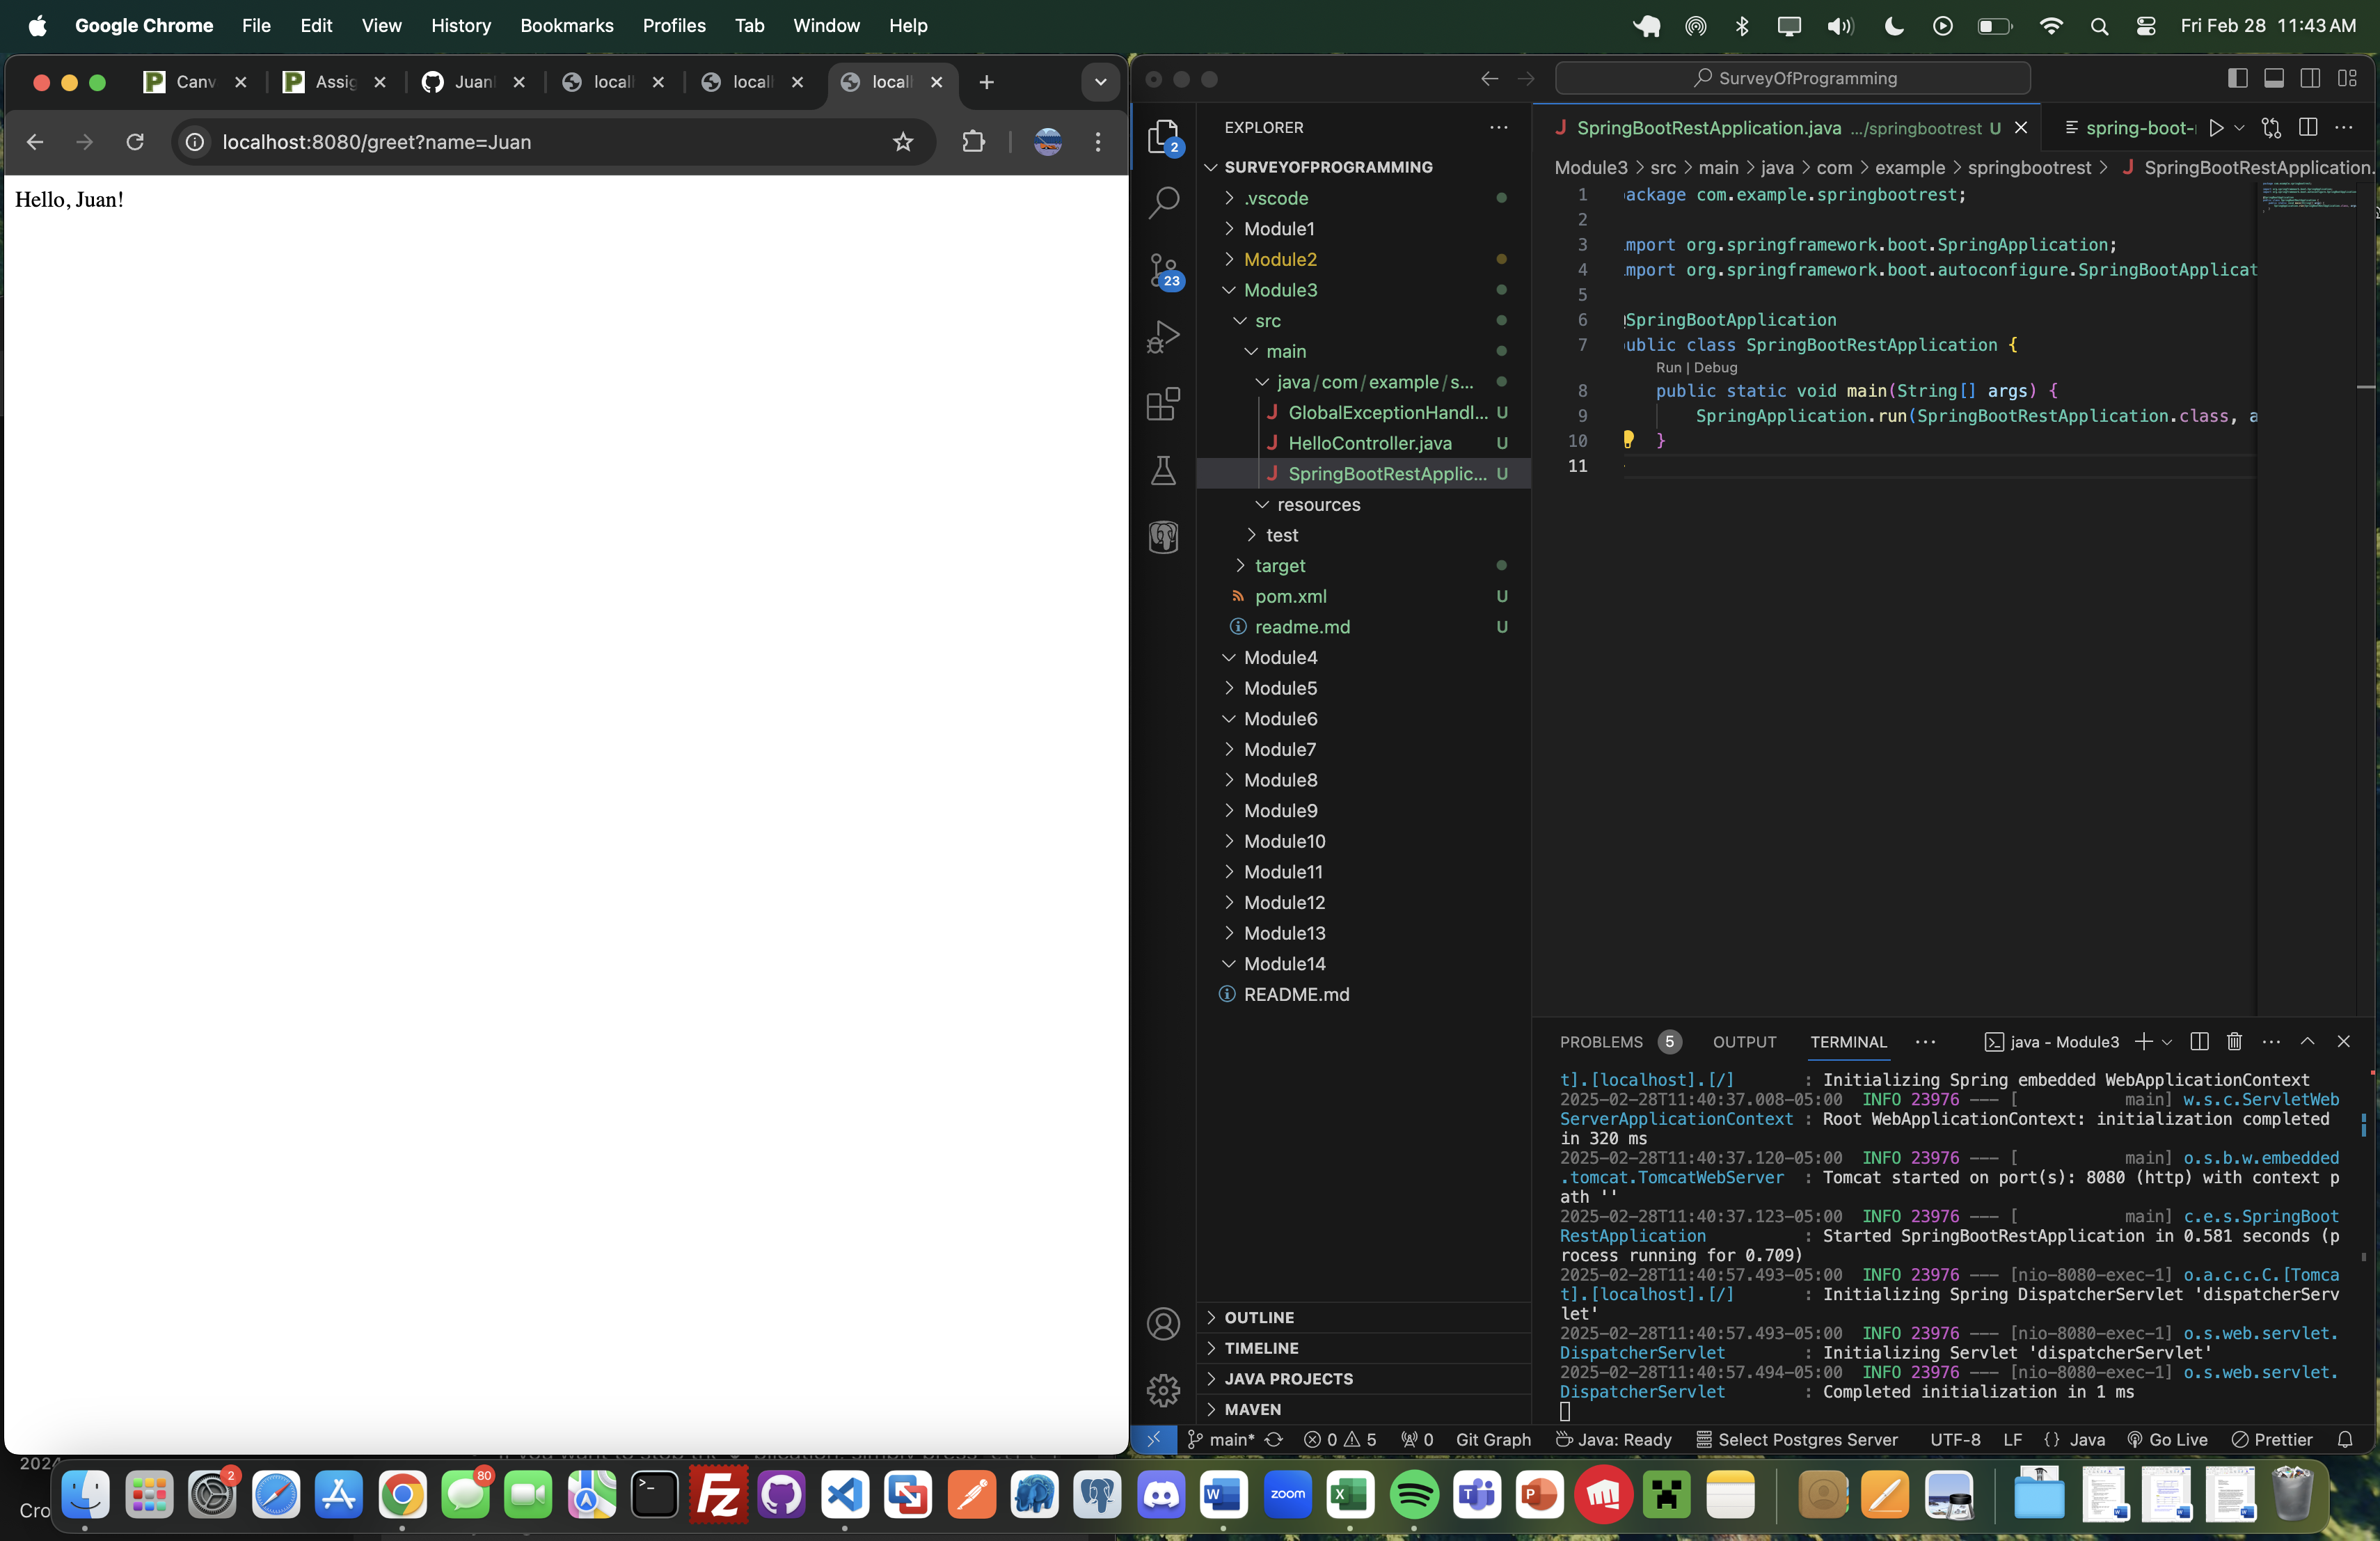 Google Chrome File Edit View History Bookmarks Profiles Tab Window Help
Fri Feb 28 11:43 AM
Canv
Assig
Juan
local
local
local
localhost:8080/greet?name=Juan
Hello, Juan!
SurveyOfProgramming
EXPLORER
2
23
SURVEYOFPROGRAMMING
.vscode
Module1
Module2
Module3
src
main
java/com/example/s...
GlobalExceptionHandl... U
HelloController.java U
SpringBootRestApplic... U
resources
test
target
pom.xml U
readme.md U
Module4
Module5
Module6
Module7
Module8
Module9
Module10
Module11
Module12
Module13
Module14
README.md
OUTLINE
TIMELINE
JAVA PROJECTS
MAVEN
SpringBootRestApplication.java .../springbootrest U
spring-boot-
Module3 > src > main > java > com > example > springbootrest > SpringBootRestApplication.
1 ackage com.example.springbootrest;
2
3 mport org.springframework.boot.SpringApplication;
4 mport org.springframework.boot.autoconfigure.SpringBootApplicat
5
6 SpringBootApplication
7 ublic class SpringBootRestApplication {
Run | Debug
8 public static void main(String[] args) {
9 SpringApplication.run(SpringBootRestApplication.class, a
10 }
11
PROBLEMS 5 OUTPUT TERMINAL java - Module3
t].[localhost].[/] : Initializing Spring embedded WebApplicationContext
2025-02-28T11:40:37.008-05:00 INFO 23976 --- [ main] w.s.c.ServletWeb
ServerApplicationContext : Root WebApplicationContext: initialization completed
in 320 ms
2025-02-28T11:40:37.120-05:00 INFO 23976 --- [ main] o.s.b.w.embedded
.tomcat.TomcatWebServer : Tomcat started on port(s): 8080 (http) with context p
ath ''
2025-02-28T11:40:37.123-05:00 INFO 23976 --- [ main] c.e.s.SpringBoot
RestApplication : Started SpringBootRestApplication in 0.581 seconds (p
rocess running for 0.709)
2025-02-28T11:40:57.493-05:00 INFO 23976 --- [nio-8080-exec-1] o.a.c.c.C.[Tomca
t].[localhost].[/] : Initializing Spring DispatcherServlet 'dispatcherServ
let'
2025-02-28T11:40:57.493-05:00 INFO 23976 --- [nio-8080-exec-1] o.s.web.servlet.
DispatcherServlet : Initializing Servlet 'dispatcherServlet'
2025-02-28T11:40:57.494-05:00 INFO 23976 --- [nio-8080-exec-1] o.s.web.servlet.
DispatcherServlet : Completed initialization in 1 ms
main* 0 5 0 Git Graph Java: Ready Select Postgres Server UTF-8 LF {} Java Go Live Prettier
2024
Cro
2
80
zoom